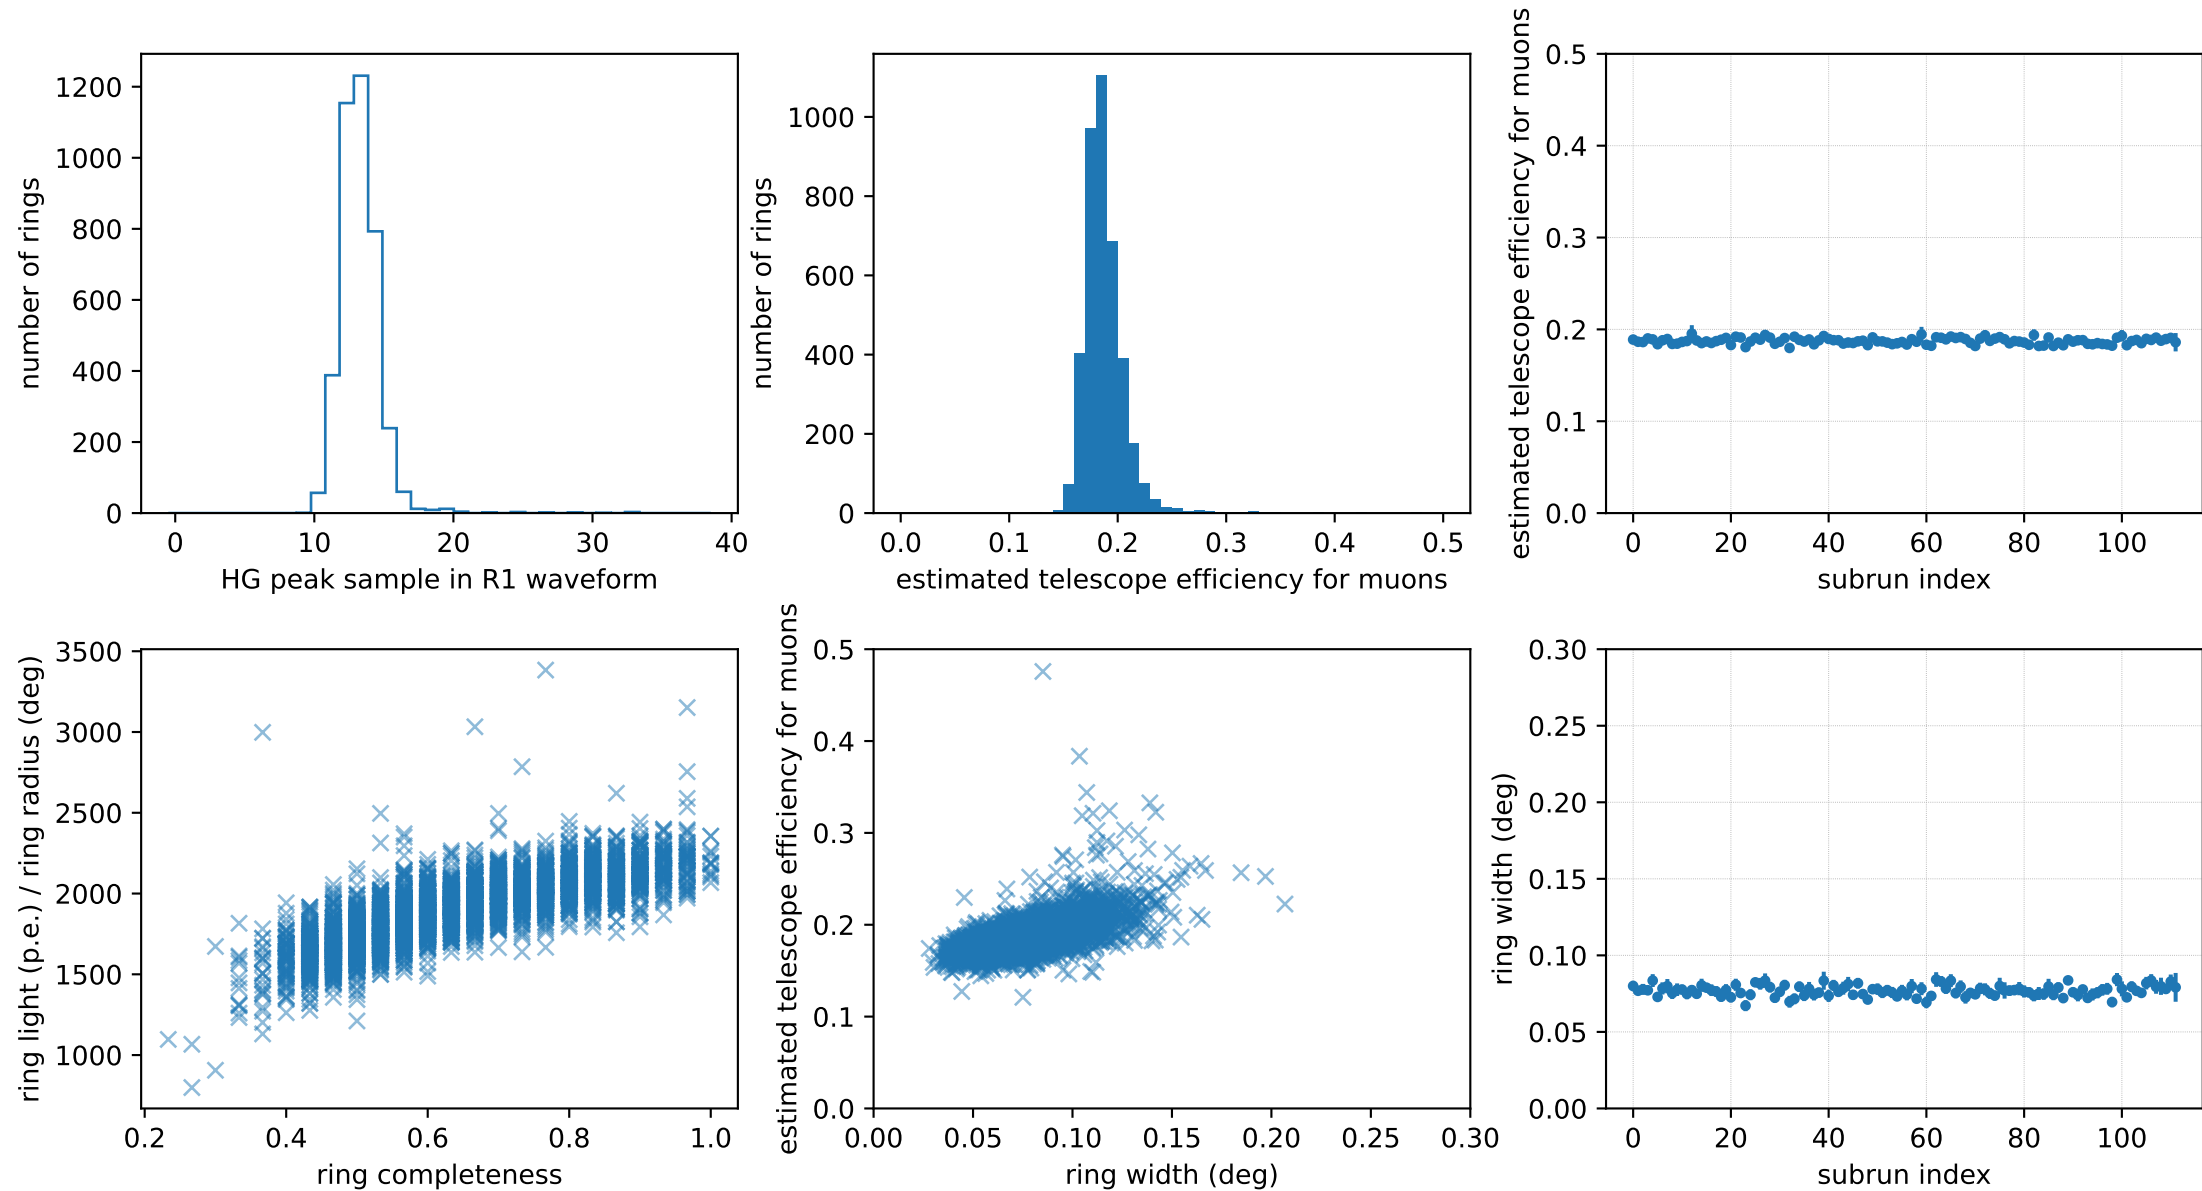 number of rings
1200
1000
800
600
400
200
0
0 10 20 30 40
HG peak sample in R1 waveform
number of rings
1000
800
600
400
200
0
0.0 0.1 0.2 0.3 0.4 0.5
estimated telescope efficiency for muons
estimated telescope efficiency for muons
0.5
0.4
0.3
0.2
0.1
0.0
0 20 40 60 80 100
subrun index
ring light (p.e.) / ring radius (deg)
3500
3000
2500
2000
1500
1000
0.2 0.4 0.6 0.8 1.0
ring completeness
estimated telescope efficiency for muons
0.5
0.4
0.3
0.2
0.1
0.0
0.00 0.05 0.10 0.15 0.20 0.25 0.30
ring width (deg)
ring width (deg)
0.30
0.25
0.20
0.15
0.10
0.05
0.00
0 20 40 60 80 100
subrun index